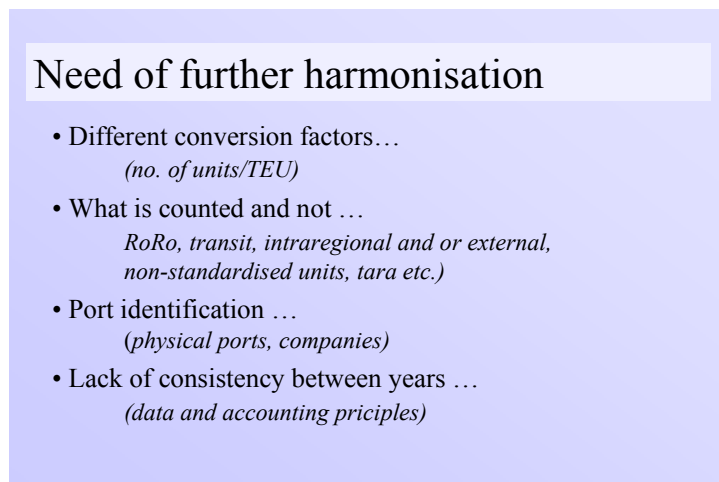 Need of further harmonisation
• Different conversion factors…
(no. of units/TEU)
• What is counted and not …
RoRo, transit, intraregional and or external,
non-standardised units, tara etc.)
• Port identification …
(physical ports, companies)
• Lack of consistency between years …
(data and accounting priciples)